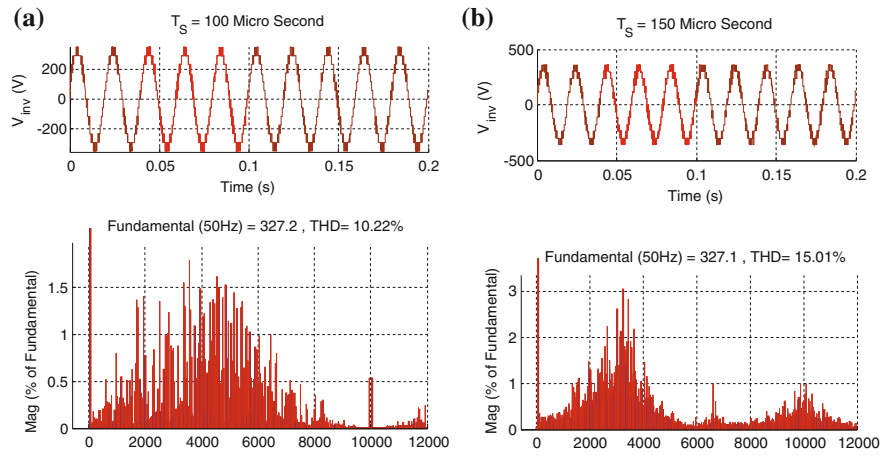 (a)
T_S = 100 Micro Second
V_inv (V)
200
0
-200
0 0.05 0.1 0.15 0.2
Time (s)
Fundamental (50Hz) = 327.2 , THD= 10.22%
Mag (% of Fundamental)
1.5
1
0.5
0
0 2000 4000 6000 8000 10000 12000
(b)
T_S = 150 Micro Second
V_inv (V)
500
0
-500
0 0.05 0.1 0.15 0.2
Time (s)
Fundamental (50Hz) = 327.1 , THD= 15.01%
Mag (% of Fundamental)
3
2
1
0
0 2000 4000 6000 8000 10000 12000